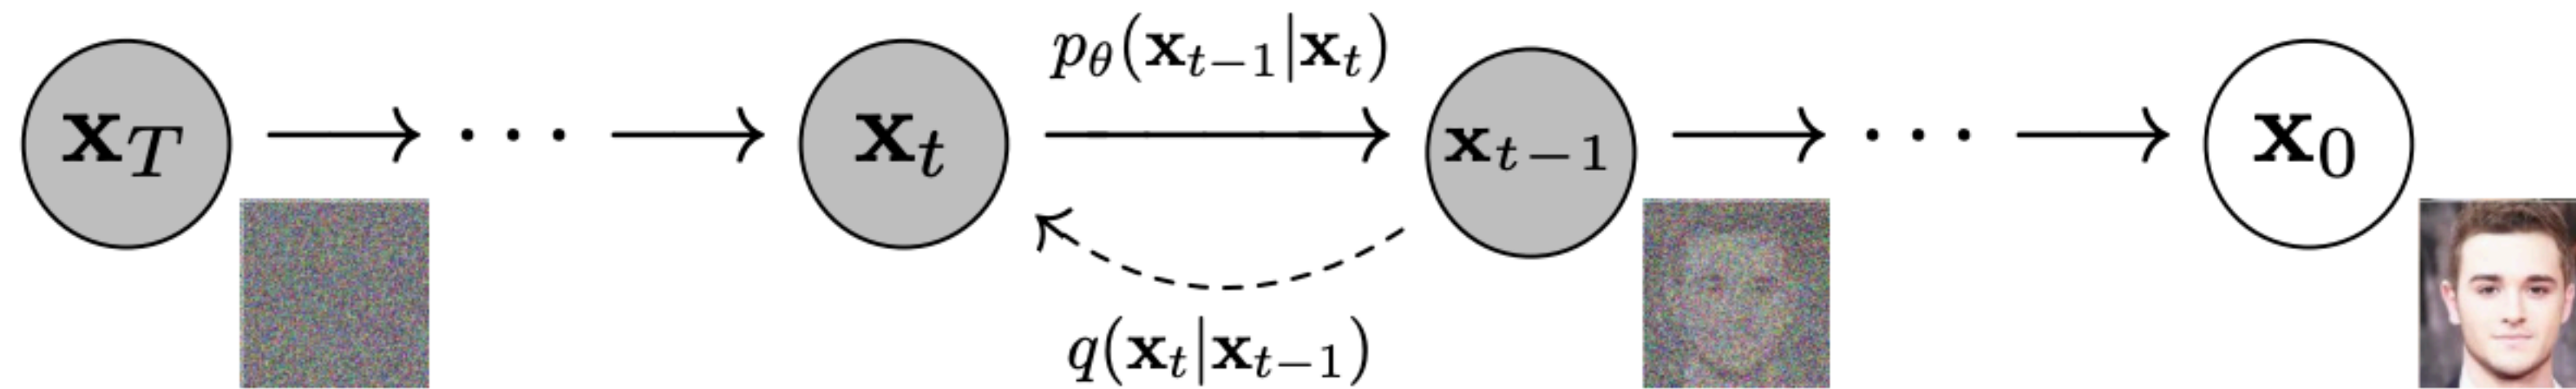 p_θ(x_{t−1}|x_t)
x_T ⟶ ··· ⟶ x_t ⟶ x_{t−1} ⟶ ··· ⟶ x_0
q(x_t|x_{t−1})